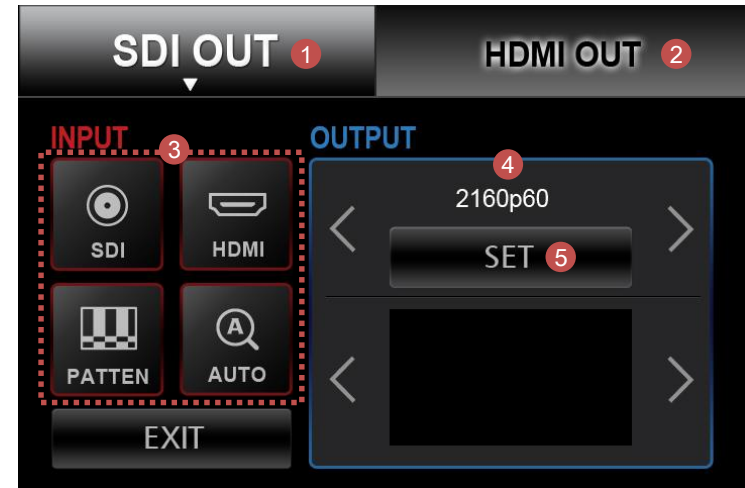 SDI OUT 1
HDMI OUT 2
INPUT 3
OUTPUT
4
2160p60
SET 5
SDI
HDMI
PATTEN
AUTO
A
EXIT